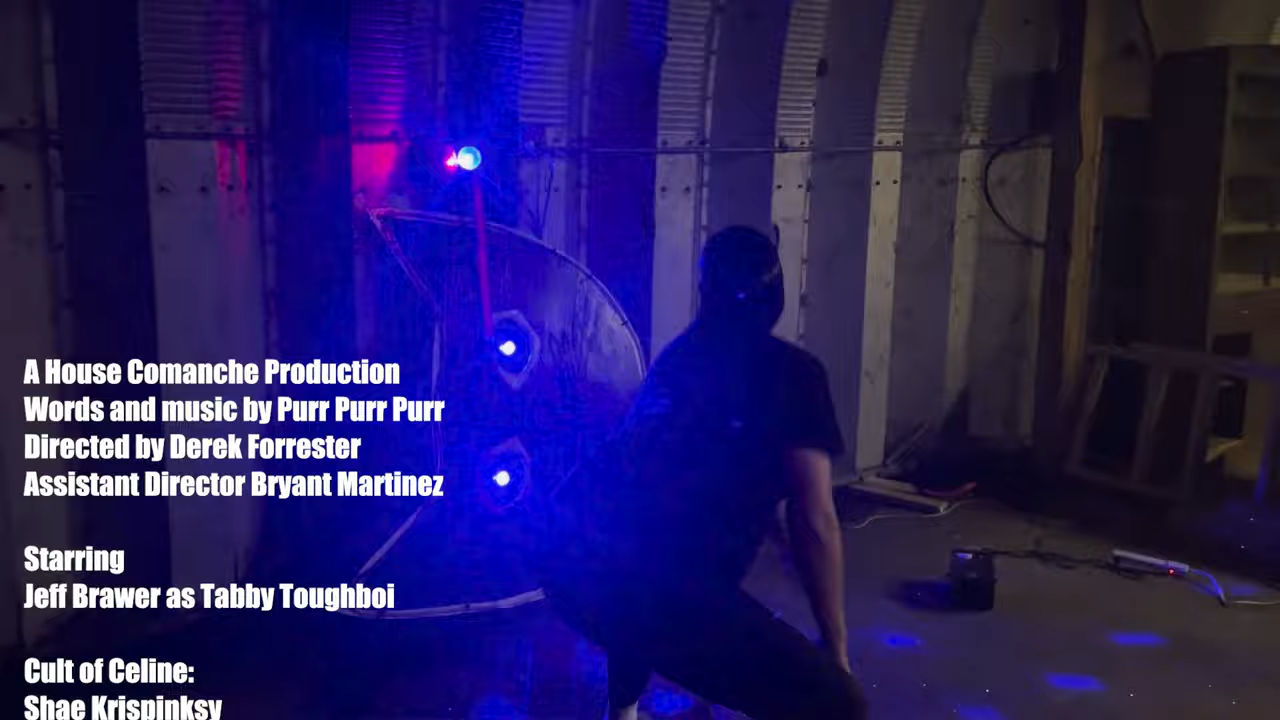 A House Comanche Production
Words and music by Purr Purr Purr
Directed by Derek Forrester
Assistant Director Bryant Martinez
Starring
Jeff Brawer as Tabby Toughboi
Cult of Celine:
Shae Krispinksy